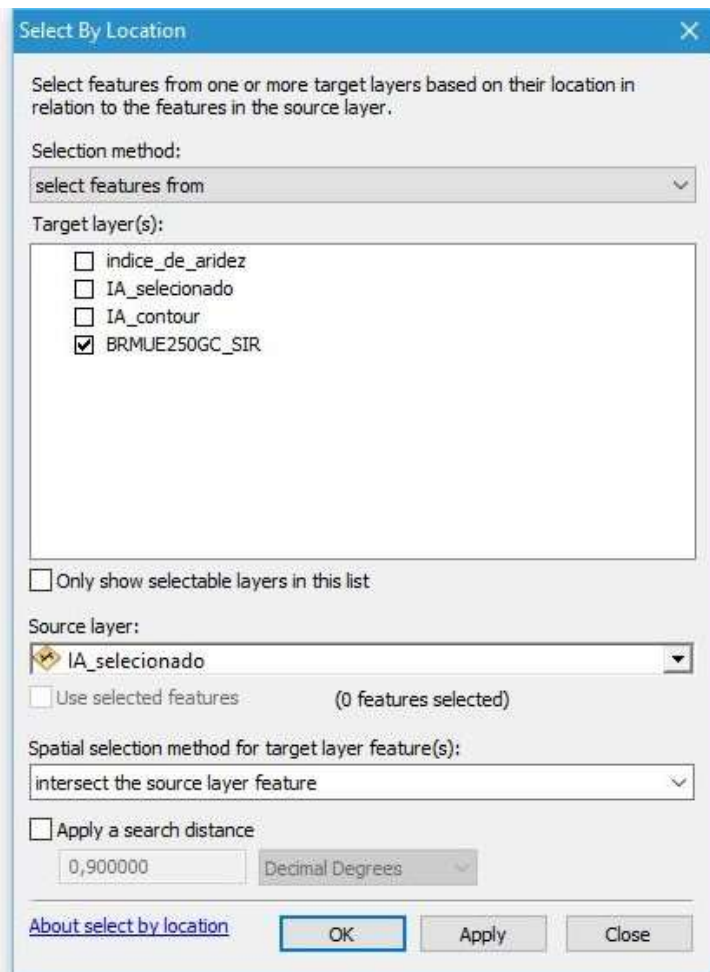 Select By Location
Select features from one or more target layers based on their location in
relation to the features in the source layer.
Selection method:
select features from
Target layer(s):
indice_de_aridez
IA_selecionado
IA_contour
BRMUE250GC_SIR
Only show selectable layers in this list
Source layer:
IA_selecionado
Use selected features (0 features selected)
Spatial selection method for target layer feature(s):
intersect the source layer feature
Apply a search distance
0,900000 Decimal Degrees
About select by location OK Apply Close